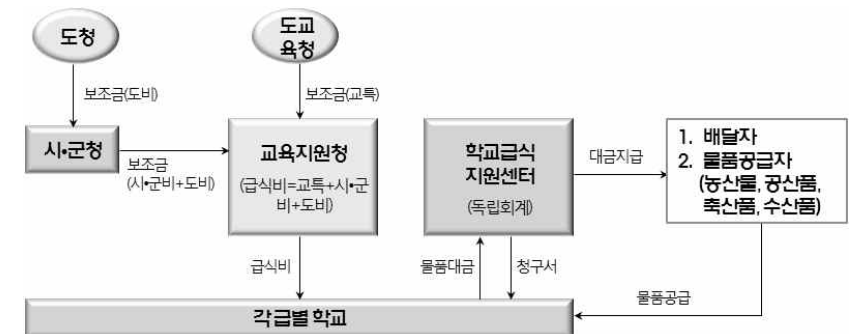 도청
도교
육청
보조금(도비)
보조금(교특)
시•군청
보조금
(시•군비+도비)
교육지원청
(급식비=교특+시•군
비+도비)
학교급식
지원센터
(독립회계)
대금지급
1. 배달자
2. 물품공급자
(농산물, 공산품,
축산품, 수산품)
급식비
물품대금
청구서
물품공급
각 급별 학교